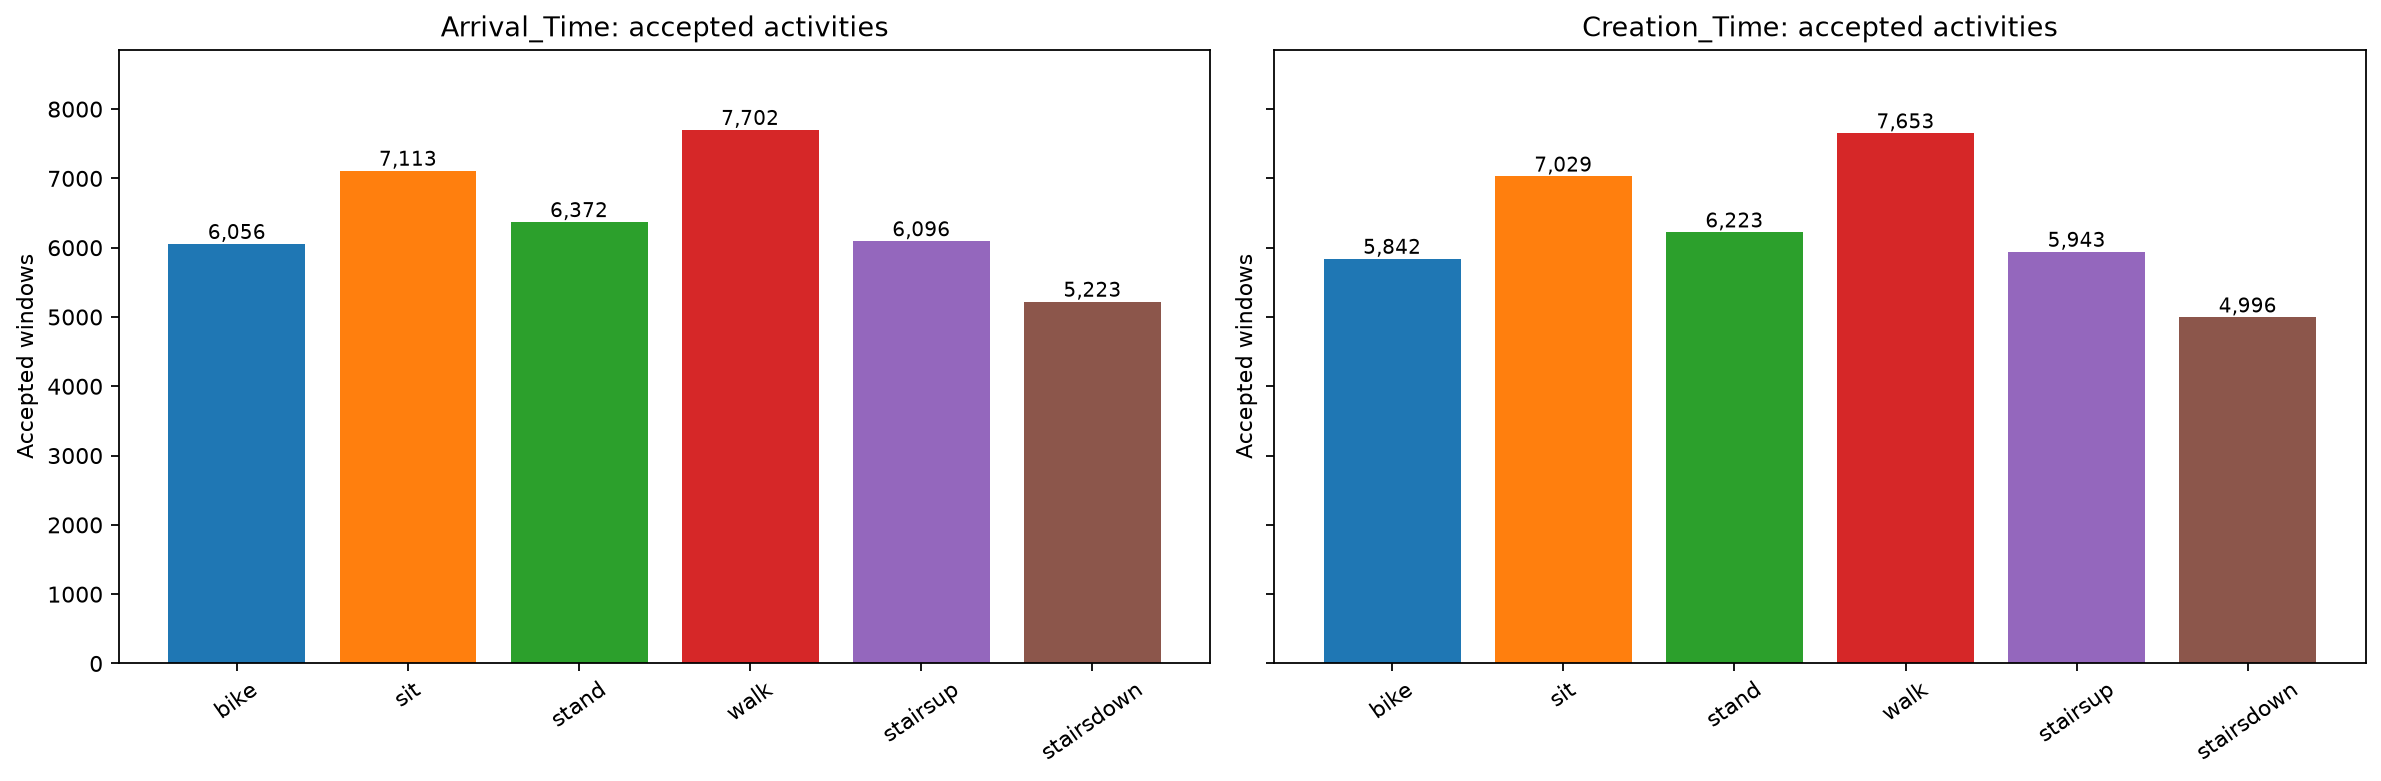 Arrival_Time: accepted activities
Accepted windows
8000
7000
6000
5000
4000
3000
2000
1000
0
6,056
7,113
6,372
7,702
6,096
5,223
bike
sit
stand
walk
stairsup
stairsdown
Creation_Time: accepted activities
Accepted windows
5,842
7,029
6,223
7,653
5,943
4,996
bike
sit
stand
walk
stairsup
stairsdown